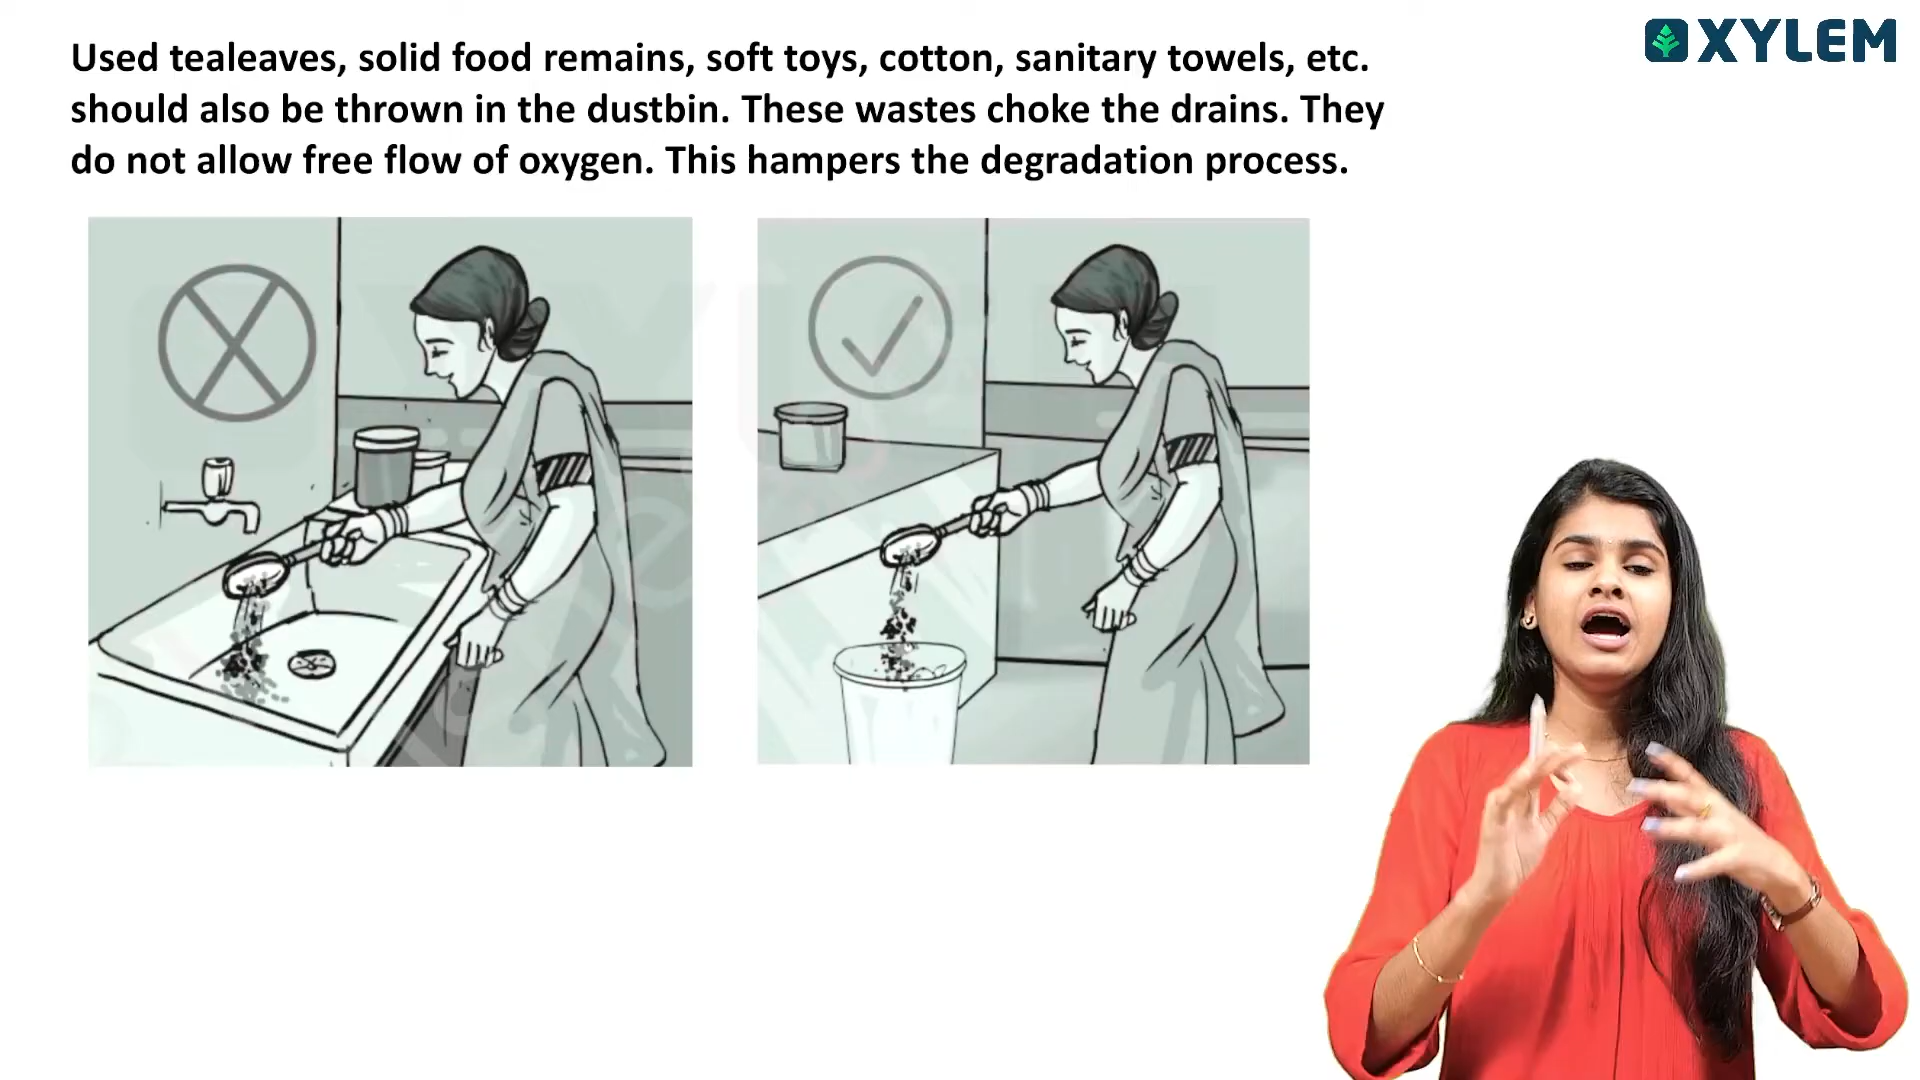 XYLEM
Used tealeaves, solid food remains, soft toys, cotton, sanitary towels, etc.
should also be thrown in the dustbin. These wastes choke the drains. They
do not allow free flow of oxygen. This hampers the degradation process.